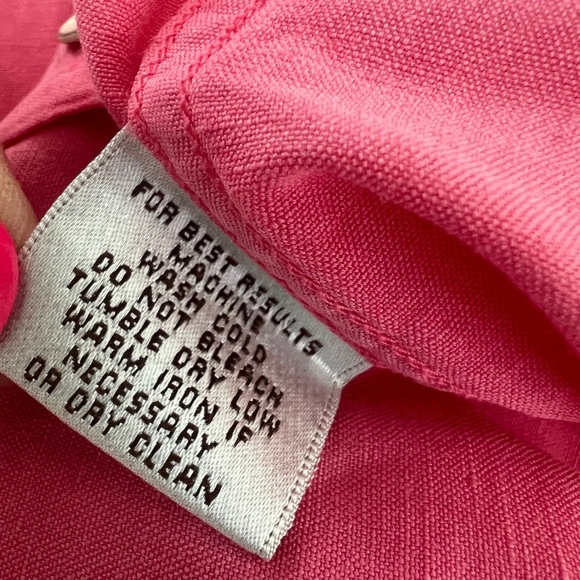 FOR BEST RESULTS
MACHINE
WASH COLD
DO NOT BLEACH
TUMBLE DRY LOW
WARM IRON IF
NECESSARY
OR DRY CLEAN